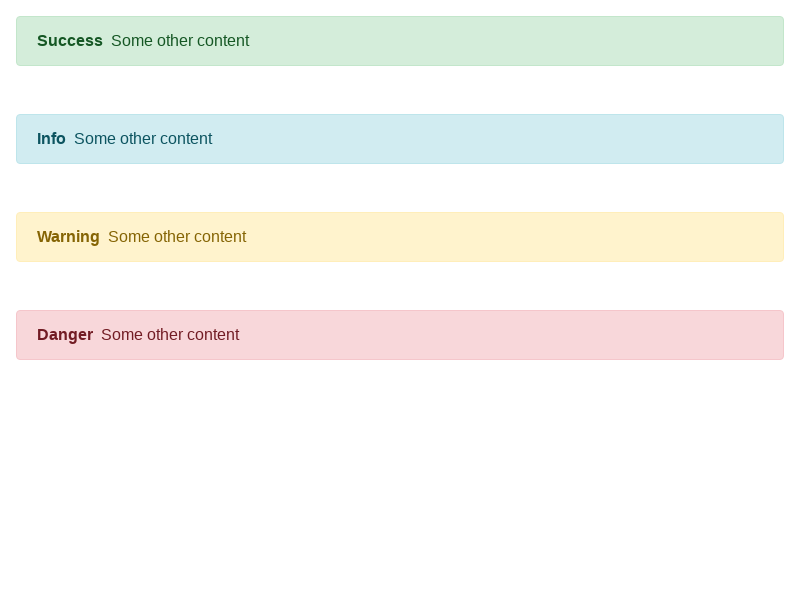 Success Some other content
Info Some other content
Warning Some other content
Danger Some other content